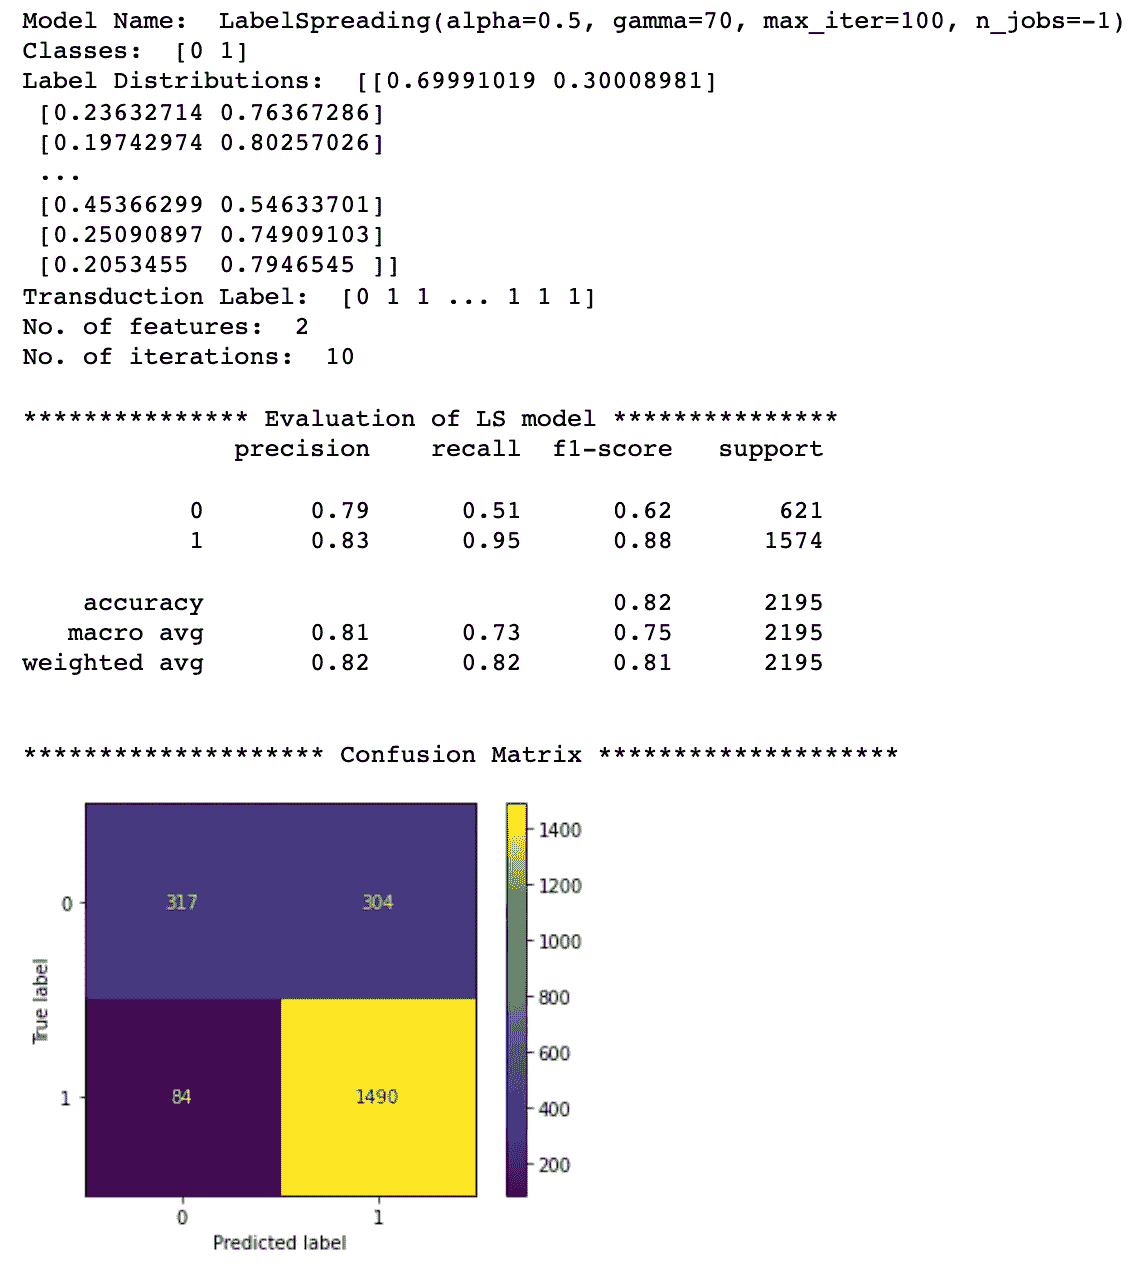 Model Name:  LabelSpreading(alpha=0.5, gamma=70, max_iter=100, n_jobs=-1)
Classes:  [0 1]
Label Distributions:  [[0.69991019 0.30008981]
 [0.23632714 0.76367286]
 [0.19742974 0.80257026]
 ...
 [0.45366299 0.54633701]
 [0.25090897 0.74909103]
 [0.2053455  0.7946545 ]]
Transduction Label:  [0 1 1 ... 1 1 1]
No. of features:  2
No. of iterations:  10
*************** Evaluation of LS model ***************
              precision    recall  f1-score   support
           0       0.79      0.51      0.62       621
           1       0.83      0.95      0.88      1574
    accuracy                           0.82      2195
   macro avg       0.81      0.73      0.75      2195
weighted avg       0.82      0.82      0.81      2195
******************** Confusion Matrix ********************
1400
1200
1000
800
600
400
200
0 317 304
True label
1 84 1490
0 1
Predicted label